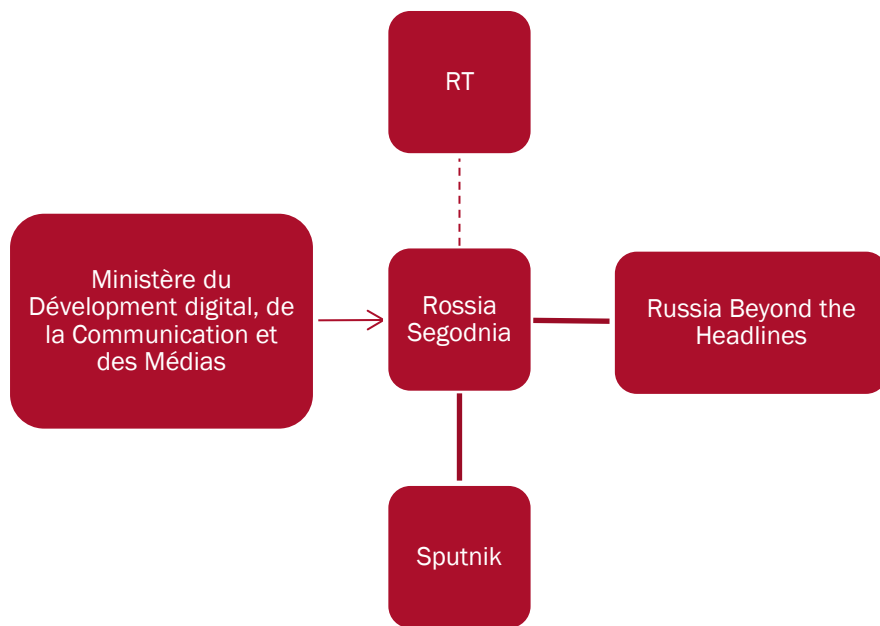 RT
Ministère du
Dévelopment digital, de
la Communication et
des Médias
Rossia
Segodnia
Russia Beyond the
Headlines
Sputnik